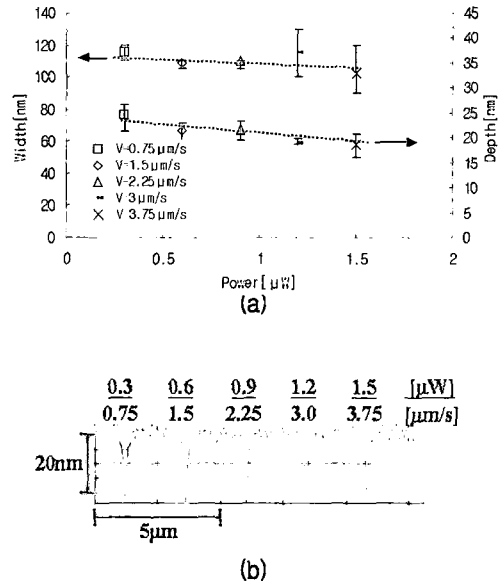 140
120
100
80
60
40
20
0
Width[nm]
45
40
35
30
25
20
15
10
5
0
Depth[nm]
V=0.75㎛/s
V=1.5㎛/s
V=2.25㎛/s
V 3㎛/s
V 3.75㎛/s
0 0.5 1 1.5 2
Power[㎼]
(a)
0.3 0.6 0.9 1.2 1.5 [μW]
0.75 1.5 2.25 3.0 3.75 [μm/s]
20nm
5μm
(b)